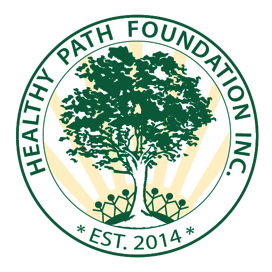 HEALTHY PATH FOUNDATION INC.
* EST. 2014 *